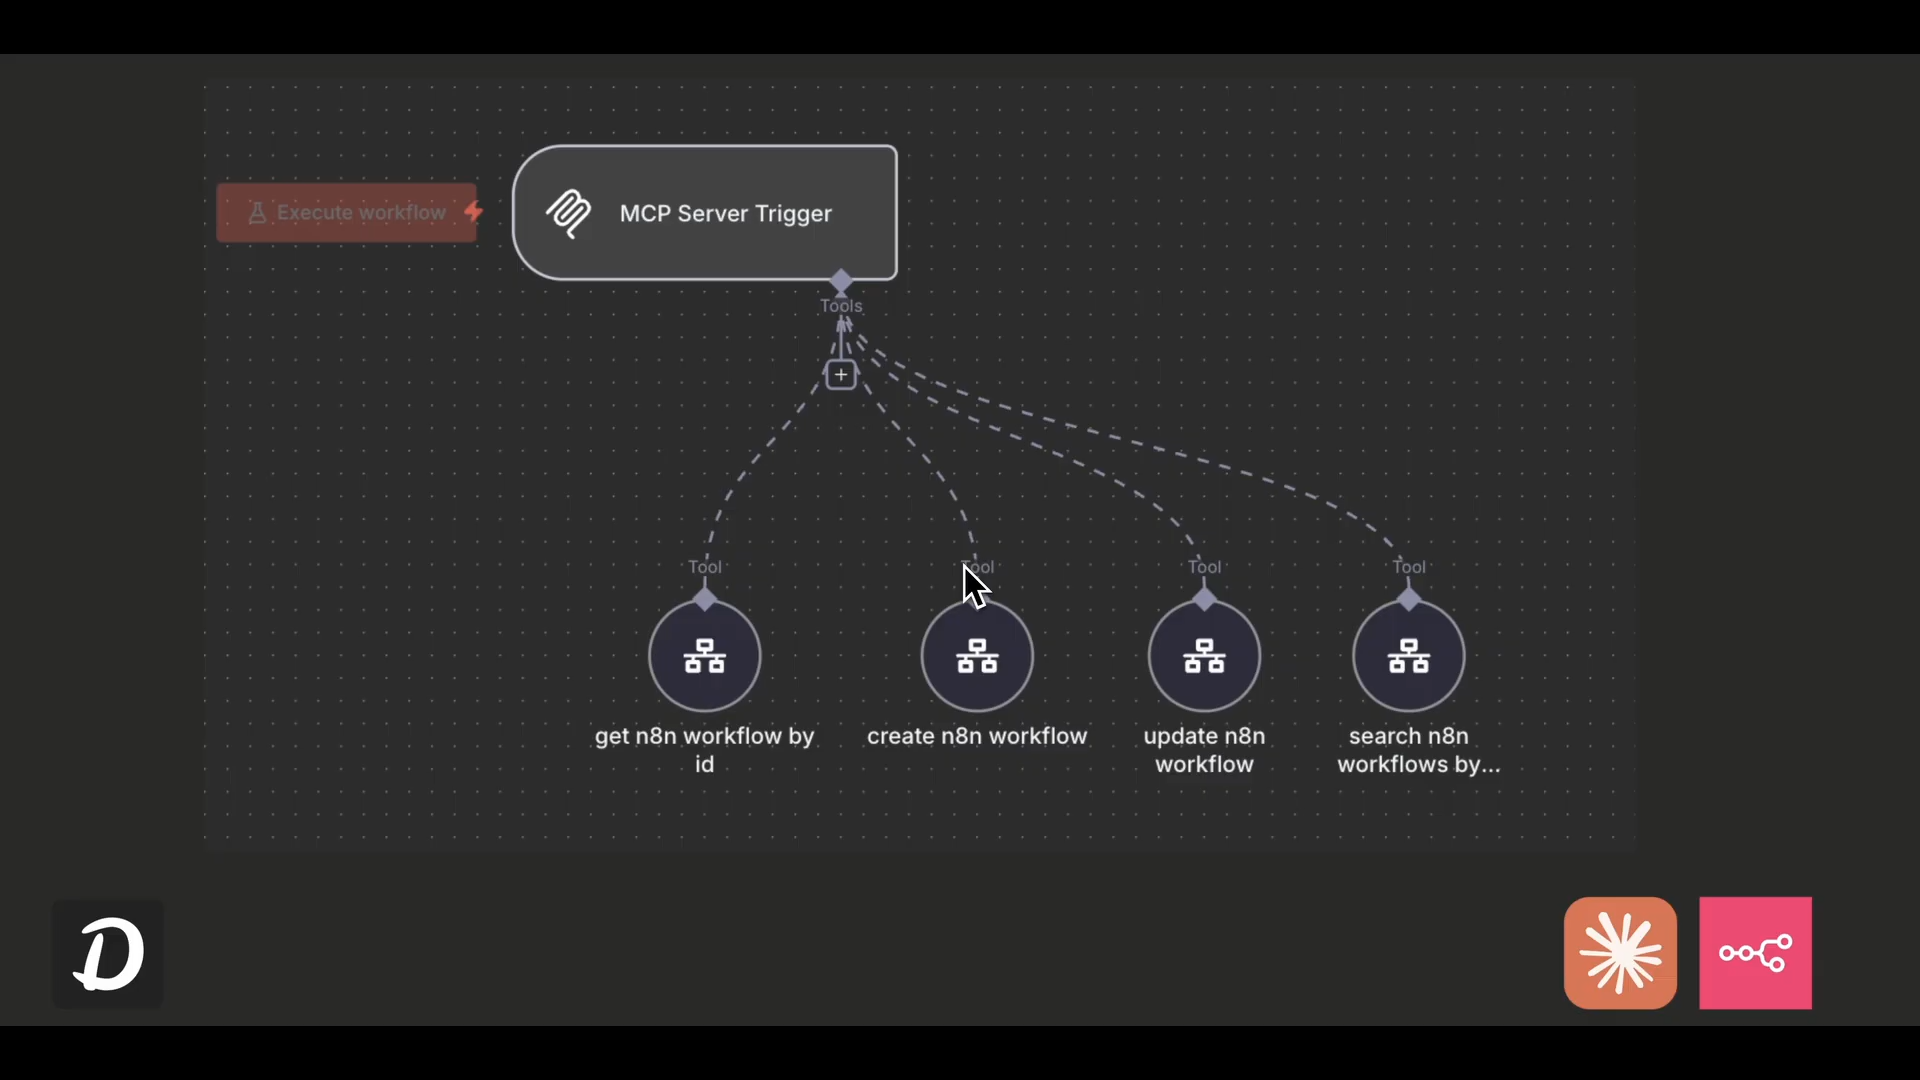 Execute workflow
MCP Server Trigger
Tools
+
Tool
Tool
Tool
Tool
get n8n workflow by
id
create n8n workflow
update n8n
workflow
search n8n
workflows by...
D